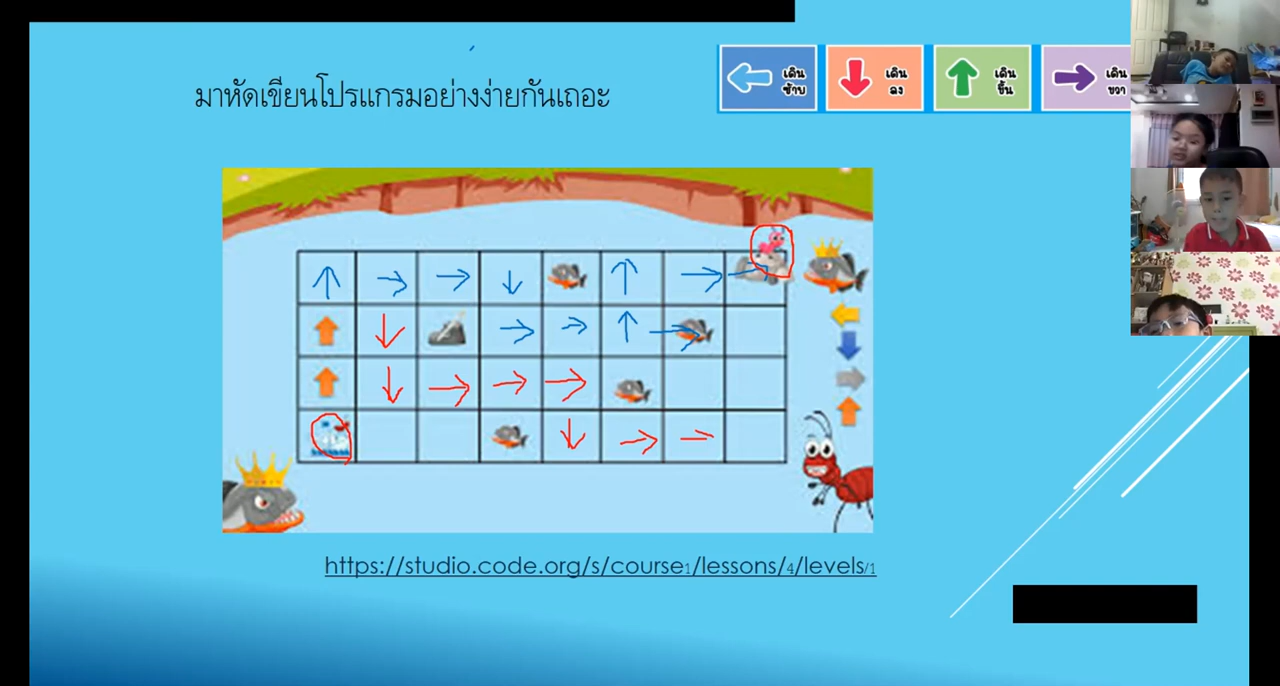 มาหัดเขียนโปรแกรมอย่างง่ายกันเถอะ
เดิน
ซ้าย
เดิน
ลง
เดิน
ขึ้น
เดิน
ขวา
https://studio.code.org/s/course1/lessons/4/levels/1